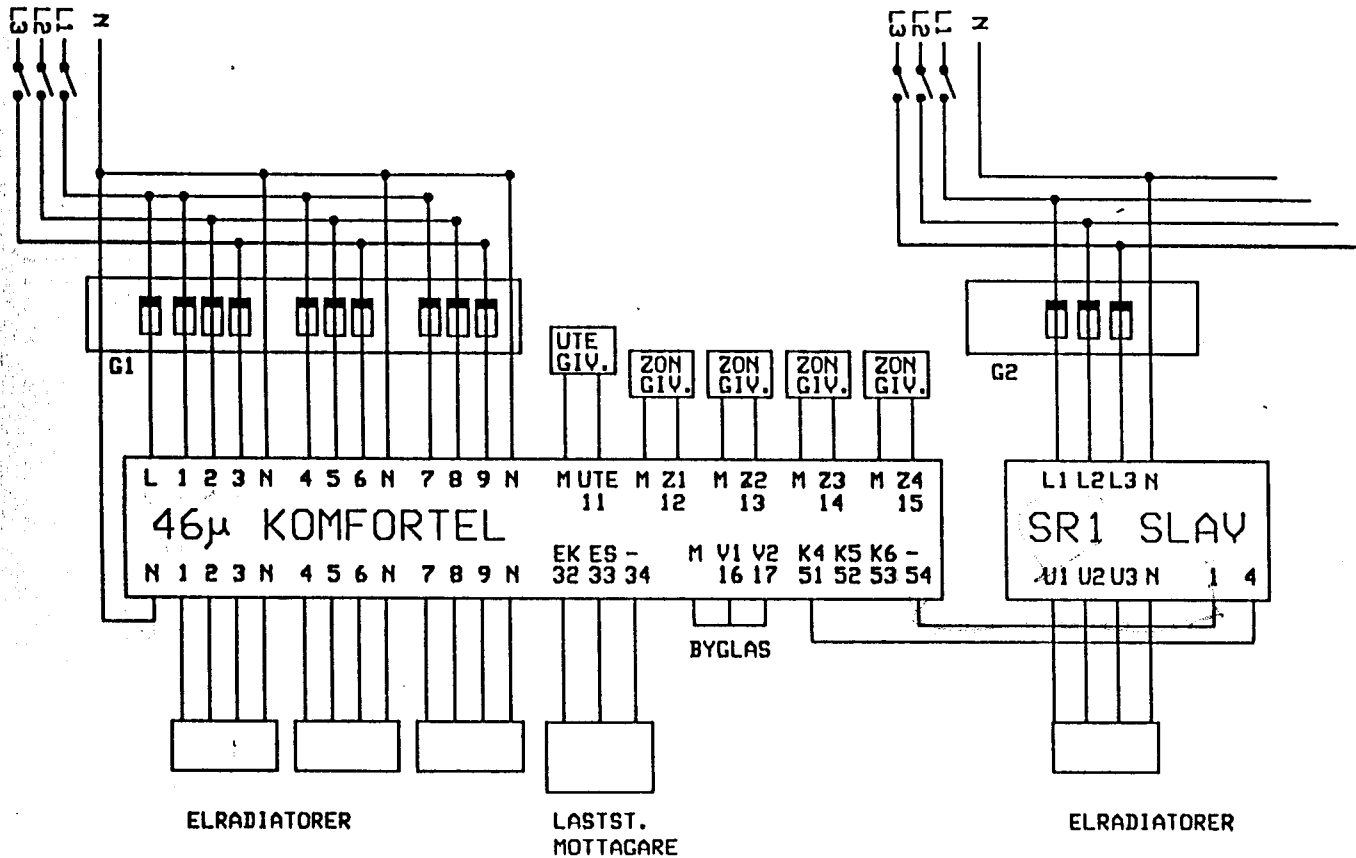 L3 L2 L1 N
L3 L2 L1 N
G1
UTE
GIV.
ZON
GIV.
ZON
GIV.
ZON
GIV.
ZON
GIV.
G2
L 1 2 3 N 4 5 6 N 7 8 9 N M UTE M Z1 M Z2 M Z3 M Z4
11 12 13 14 15
46µ KOMFORTEL
EK ES - M V1 V2 K4 K5 K6 -
N 1 2 3 N 4 5 6 N 7 8 9 N 32 33 34 16 17 51 52 53 54
L1 L2 L3 N
SR1 SLAV
U1 U2 U3 N 1 4
BYGLAS
ELRADIATORER
LASTST.
MOTTAGARE
ELRADIATORER